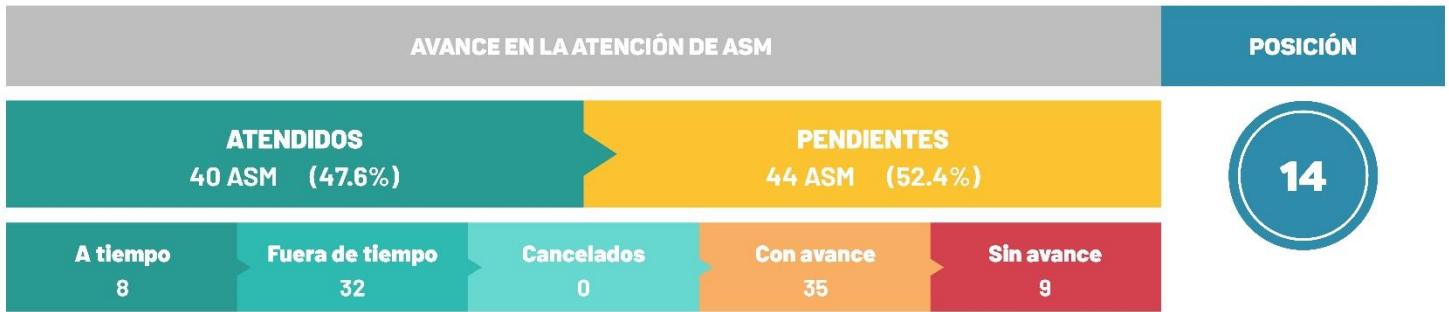 AVANCE EN LA ATENCIÓN DE ASM
POSICIÓN
ATENDIDOS
40 ASM (47.6%)
PENDIENTES
44 ASM (52.4%)
14
A tiempo
8
Fuera de tiempo
32
Cancelados
0
Con avance
35
Sin avance
9